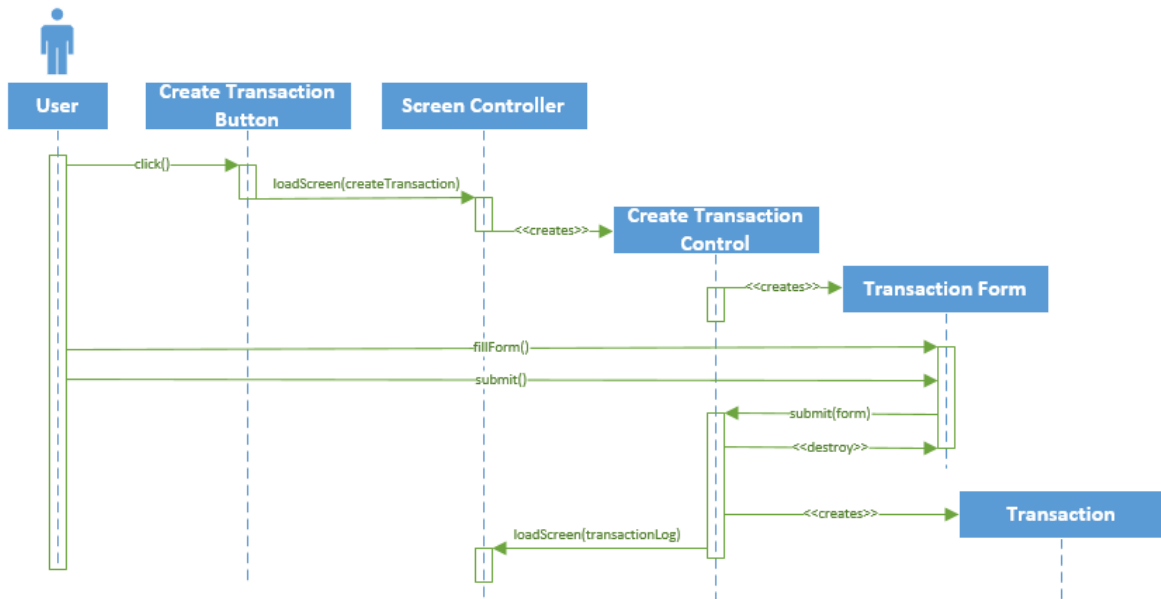 User
Create Transaction
Button
Screen Controller
click()
loadScreen(createTransaction)
<<creates>>
Create Transaction
Control
<<creates>>
Transaction Form
fillForm()
submit()
submit(form)
<<destroy>>
<<creates>>
Transaction
loadScreen(transactionLog)